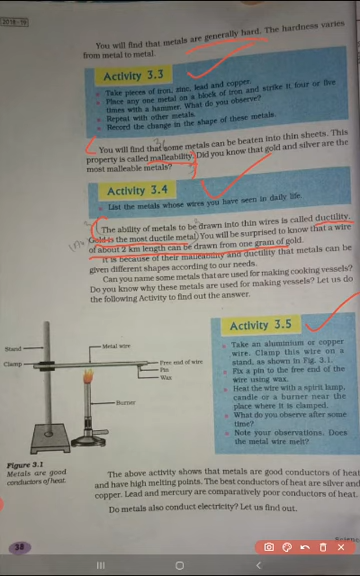 2018-19
You will find that metals are generally hard. The hardness varies
from metal to metal.
Activity 3.3
Take pieces of iron, zinc, lead and copper.
Place any one metal on a block of iron and strike it four or five
times with a hammer. What do you observe?
Repeat with other metals.
Record the change in the shape of these metals.
You will find that some metals can be beaten into thin sheets. This
property is called malleability. Did you know that gold and silver are the
most malleable metals?
Activity 3.4
List the metals whose wires you have seen in daily life.
The ability of metals to be drawn into thin wires is called ductility.
Gold is the most ductile metal. You will be surprised to know that a wire
of about 2 km length can be drawn from one gram of gold.
It is because of their malleability and ductility that metals can be
given different shapes according to our needs.
Can you name some metals that are used for making cooking vessels?
Do you know why these metals are used for making vessels? Let us do
the following Activity to find out the answer.
Stand
Clamp
Metal wire
Free end of wire
Pin
Wax
Burner
Figure 3.1
Metals are good
conductors of heat.
Activity 3.5
Take an aluminium or copper
wire. Clamp this wire on a
stand, as shown in Fig. 3.1.
Fix a pin to the free end of the
wire using wax.
Heat the wire with a spirit lamp,
candle or a burner near the
place where it is clamped.
What do you observe after some
time?
Note your observations. Does
the metal wire melt?
The above activity shows that metals are good conductors of heat
and have high melting points. The best conductors of heat are silver and
copper. Lead and mercury are comparatively poor conductors of heat.
Do metals also conduct electricity? Let us find out.
38
Science